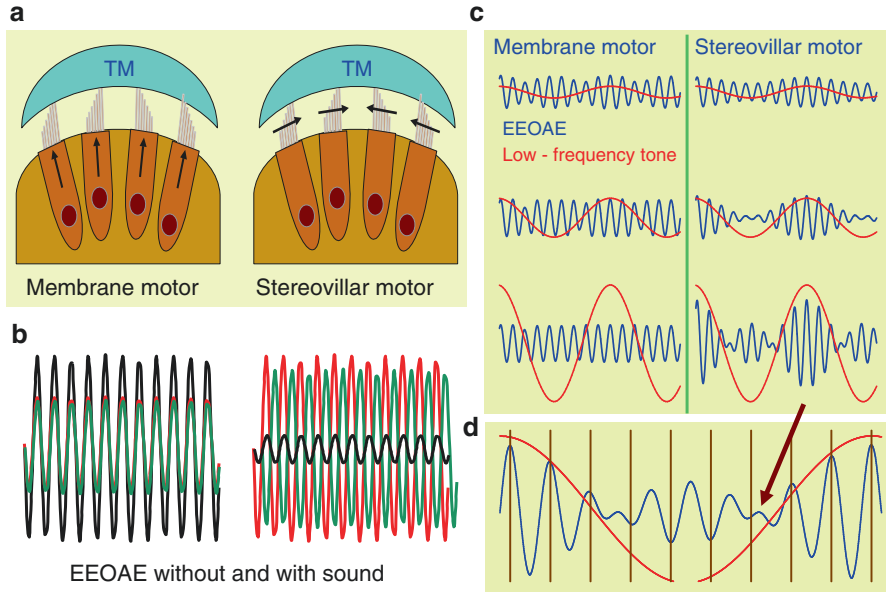 a
TM
TM
Membrane motor
Stereovillar motor
b
EEOAE without and with sound
c
Membrane motor
Stereovillar motor
EEOAE
Low - frequency tone
d